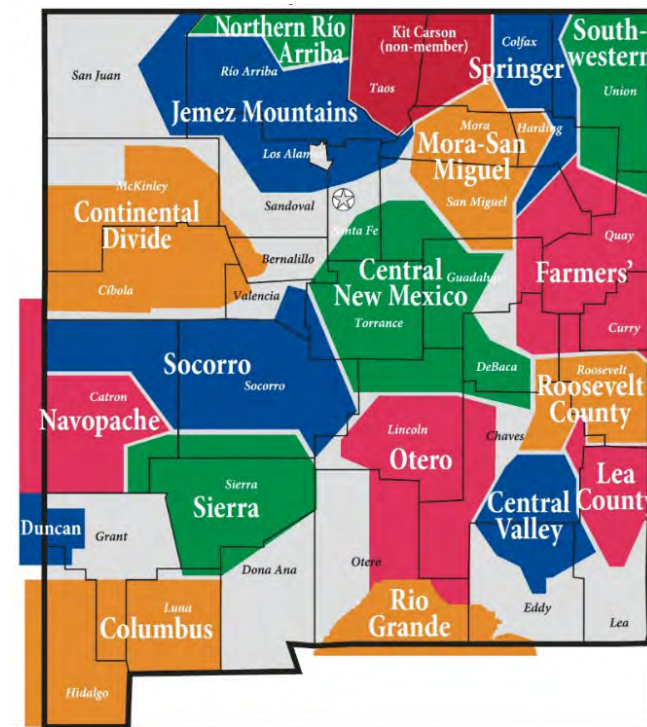 Northern Río
Arriba
Kit Carson
(non-member)
Colfax
South-
western
San Juan
Río Arriba
Taos
Springer
Union
Jemez Mountains
Mora
Harding
Mora-San
Miguel
Los Alamos
McKinley
Continental
Divide
Sandoval
San Miguel
Santa Fe
Quay
Bernalillo
Central
New Mexico
Guadalupe
Farmers'
Cíbola
Valencia
Torrance
Curry
Socorro
Socorro
DeBaca
Roosevelt
Roosevelt
County
Catron
Navopache
Lincoln
Otero
Chaves
Sierra
Sierra
Lea
County
Central
Valley
Duncan
Grant
Dona Ana
Otero
Luna
Columbus
Rio
Grande
Eddy
Lea
Hidalgo